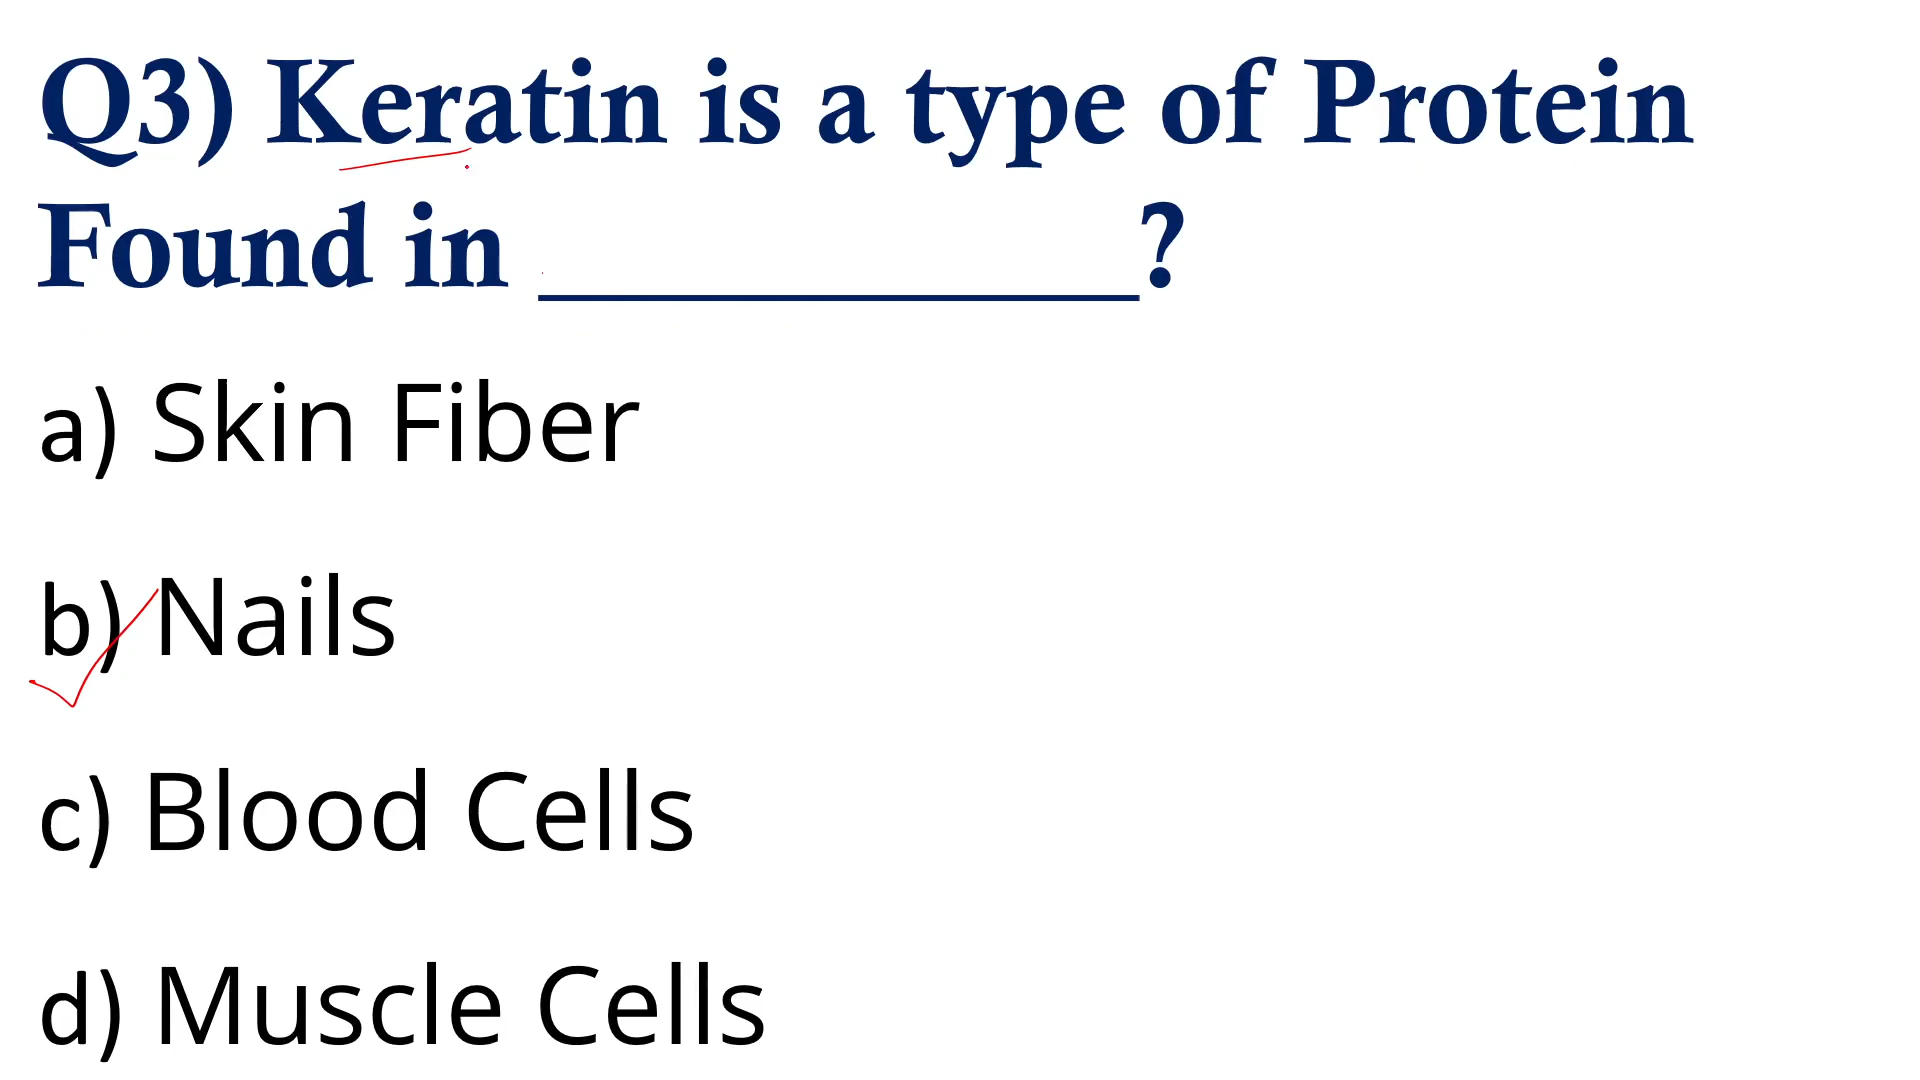 Q3) Keratin is a type of Protein
Found in ____________?
a) Skin Fiber
b) Nails
c) Blood Cells
d) Muscle Cells